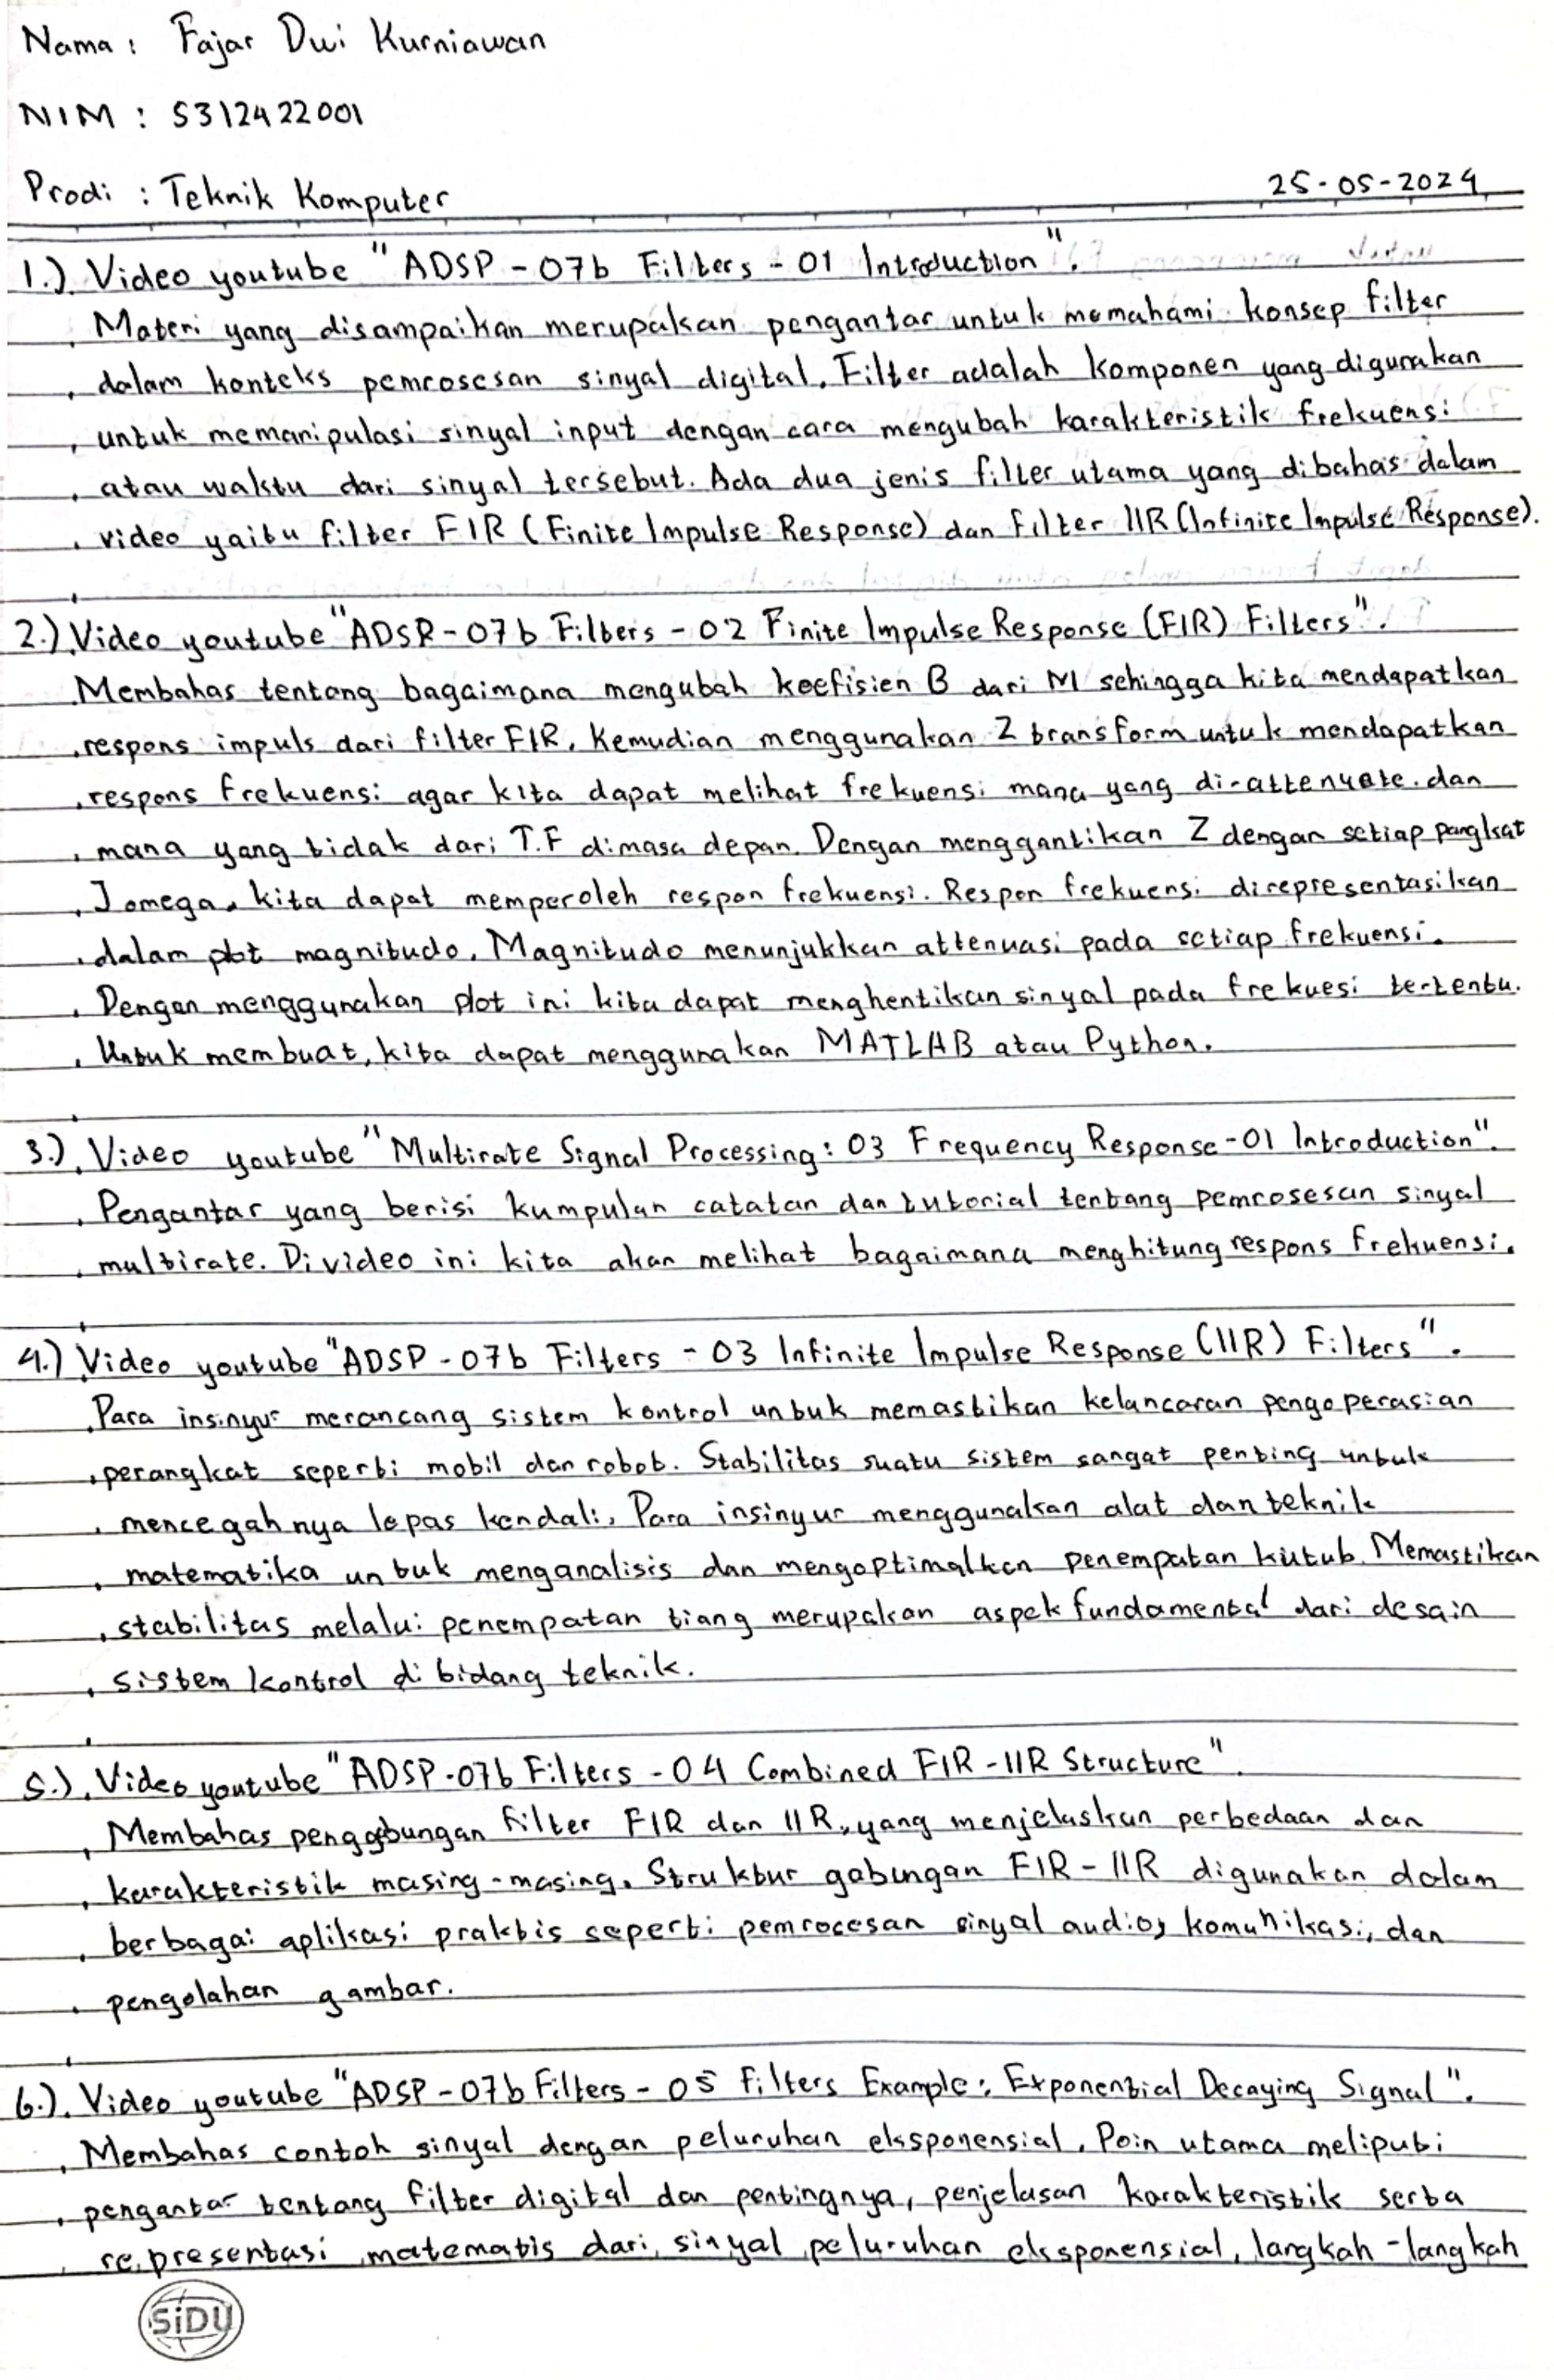 Nama : Fajar Dwi Kurniawan
NIM : 5312422001
Prodi : Teknik Komputer
25-05-2024
1.) Video youtube "ADSP - 07b Filters - 01 Introduction".
Materi yang disampaikan merupakan pengantar untuk memahami konsep filter
dalam konteks pemrosesan sinyal digital. Filter adalah komponen yang digunakan
untuk memanipulasi sinyal input dengan cara mengubah karakteristik frekuensi
atau waktu dari sinyal tersebut. Ada dua jenis filter utama yang dibahas dalam
video yaitu filter FIR (Finite Impulse Response) dan Filter IIR (Infinite Impulse Response).
2.) Video youtube "ADSP - 07b Filters - 02 Finite Impulse Response (FIR) Filters".
Membahas tentang bagaimana mengubah koefisien B dari M sehingga kita mendapatkan
respons impuls dari filter FIR. Kemudian menggunakan Z transform untuk mendapatkan
respons frekuensi agar kita dapat melihat frekuensi mana yang di-attenuate dan
mana yang tidak dari T.F dimasa depan. Dengan menggantikan Z dengan setiap pangkat
Jomega, kita dapat memperoleh respon frekuensi. Respon frekuensi direpresentasikan
dalam plot magnitudo. Magnitudo menunjukkan attenuasi pada setiap frekuensi.
Dengan menggunakan plot ini kita dapat menghentikan sinyal pada frekuesi tertentu.
Untuk membuat, kita dapat menggunakan MATLAB atau Python.
3.) Video youtube "Multirate Signal Processing: 03 Frequency Response-01 Introduction".
Pengantar yang berisi kumpulan catatan dan tutorial tentang pemrosesan sinyal
multirate. Di video ini kita akan melihat bagaimana menghitung respons frekuensi.
4.) Video youtube "ADSP - 07b Filters - 03 Infinite Impulse Response (IIR) Filters".
Para insinyur merancang sistem kontrol untuk memastikan kelancaran pengoperasian
perangkat seperti mobil dan robot. Stabilitas suatu sistem sangat penting untuk
mencegahnya lepas kendali. Para insinyur menggunakan alat dan teknik
matematika untuk menganalisis dan mengoptimalkan penempatan kutub. Memastikan
stabilitas melalui penempatan tiang merupakan aspek fundamental dari desain
sistem kontrol di bidang teknik.
5.) Video youtube "ADSP-07b Filters - 04 Combined FIR-IIR Structure".
Membahas penggabungan filter FIR dan IIR, yang menjelaskan perbedaan dan
karakteristik masing-masing. Struktur gabungan FIR-IIR digunakan dalam
berbagai aplikasi praktis seperti pemrosesan sinyal audio, komunikasi, dan
pengolahan gambar.
6.) Video youtube "ADSP-07b Filters - 05 Filters Example: Exponential Decaying Signal".
Membahas contoh sinyal dengan peluruhan eksponensial. Poin utama meliputi
pengantar tentang filter digital dan pentingnya, penjelasan karakteristik serta
representasi matematis dari sinyal peluruhan eksponensial, langkah-langkah
SiDU